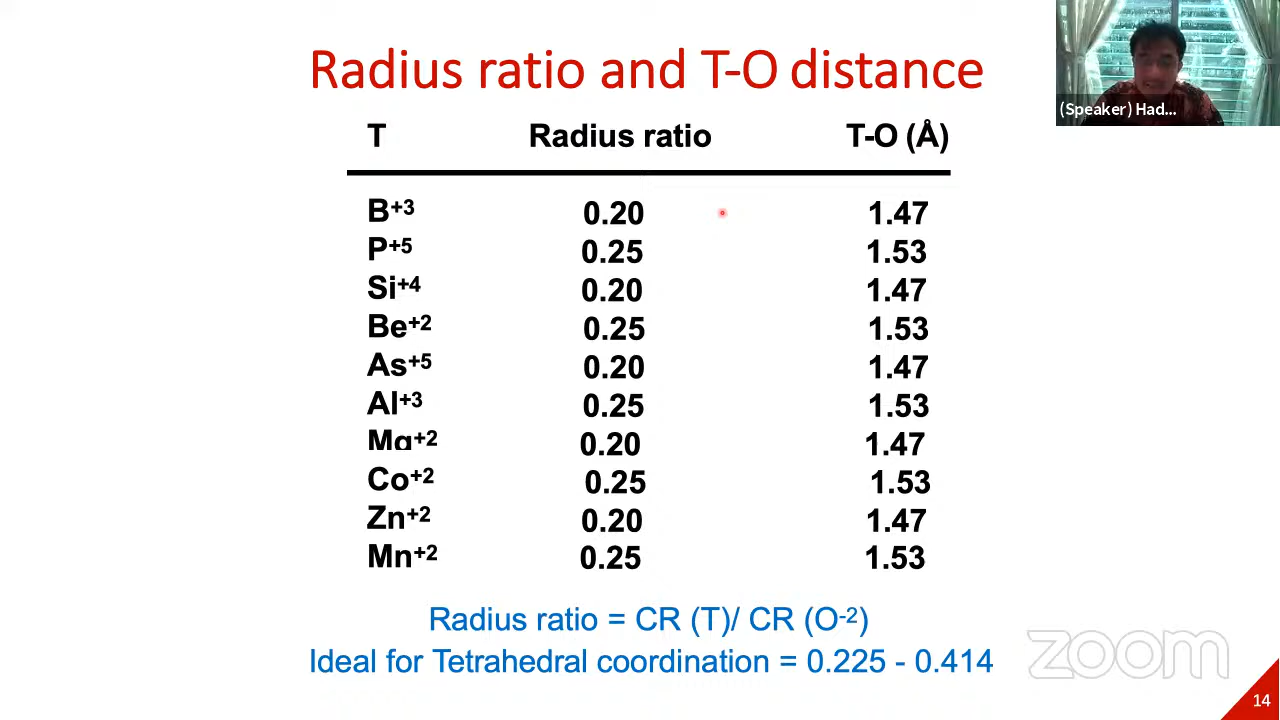 Radius ratio and T-O distance
(Speaker) Had...
T Radius ratio T-O (Å)
B+3 0.20 1.47
P+5 0.25 1.53
Si+4 0.20 1.47
Be+2 0.25 1.53
As+5 0.20 1.47
Al+3 0.25 1.53
Mg+2 0.20 1.47
Co+2 0.25 1.53
Zn+2 0.20 1.47
Mn+2 0.25 1.53
Radius ratio = CR (T)/ CR (O-2)
Ideal for Tetrahedral coordination = 0.225 - 0.414
zoom
14